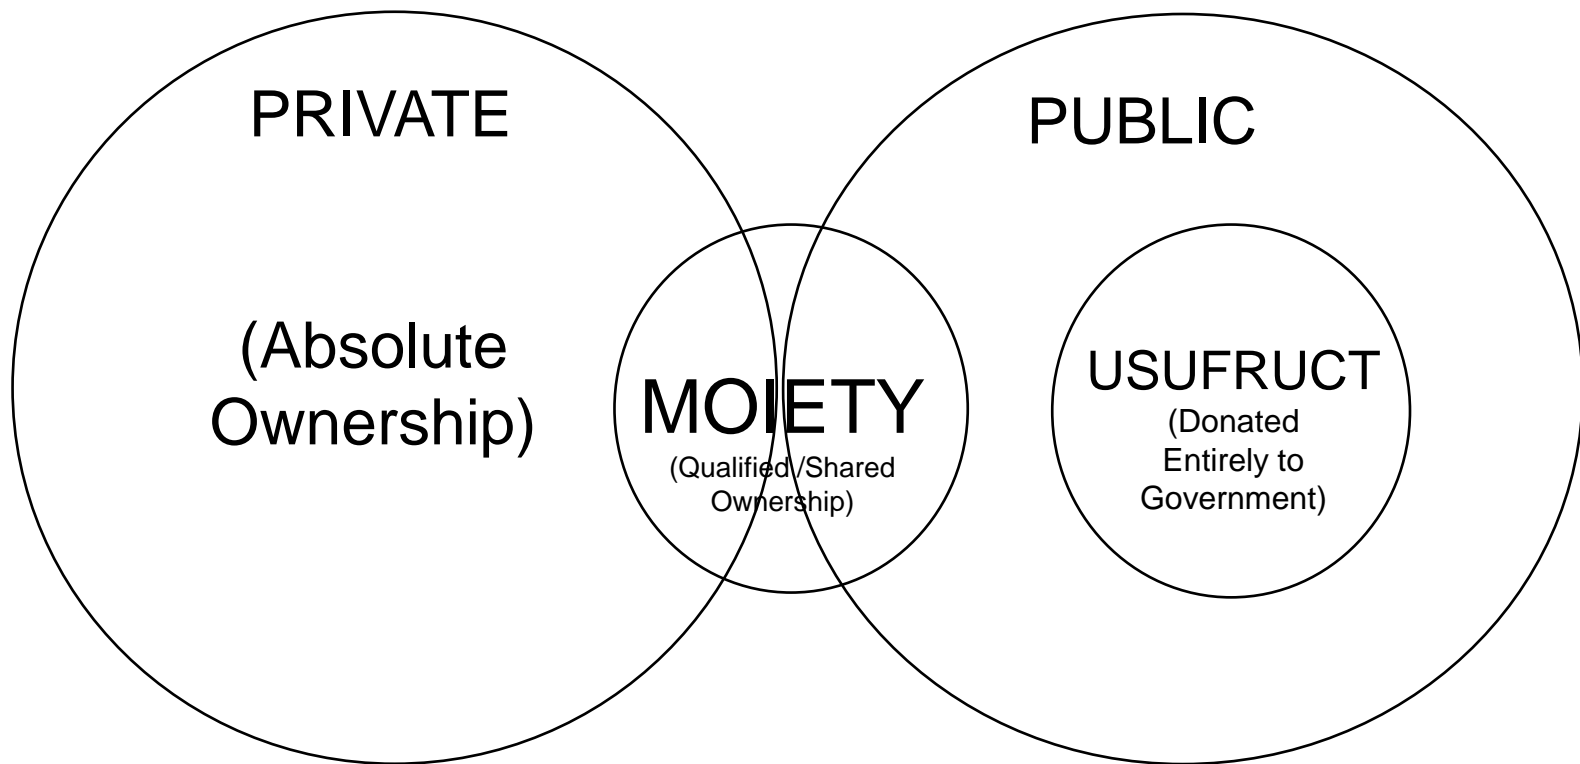 PRIVATE
PUBLIC
(Absolute
Ownership)
MOIETY
(Qualified /Shared
Ownership)
USUFRUCT
(Donated
Entirely to
Government)